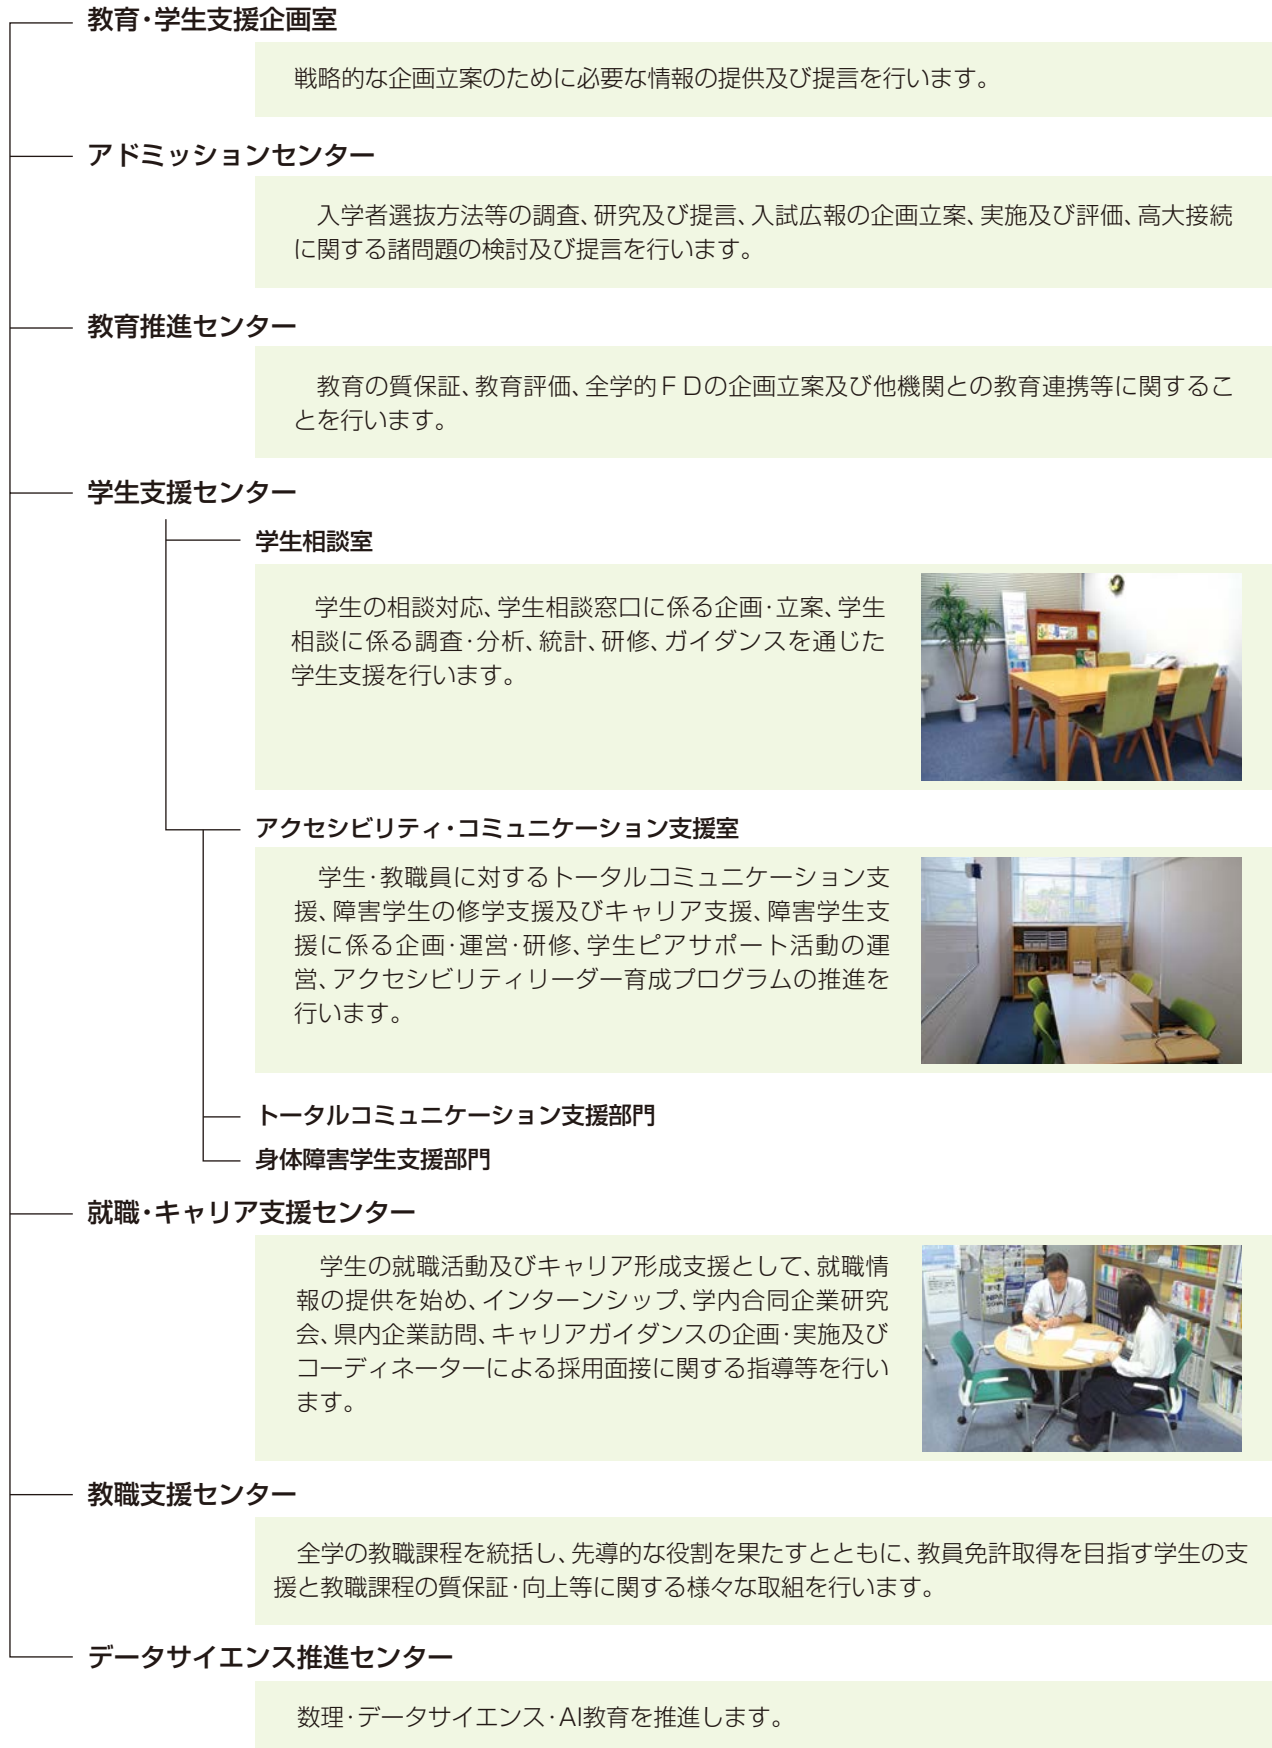 教育・学生支援企画室
戦略的な企画立案のために必要な情報の提供及び提言を行います。
アドミッションセンター
入学者選抜方法等の調査、研究及び提言、入試広報の企画立案、実施及び評価、高大接続
に関する諸問題の検討及び提言を行います。
教育推進センター
教育の質保証、教育評価、全学的ＦＤの企画立案及び他機関との教育連携等に関するこ
とを行います。
学生支援センター
学生相談室
学生の相談対応、学生相談窓口に係る企画・立案、学生
相談に係る調査・分析、統計、研修、ガイダンスを通じた
学生支援を行います。
アクセシビリティ・コミュニケーション支援室
学生・教職員に対するトータルコミュニケーション支
援、障害学生の修学支援及びキャリア支援、障害学生支
援に係る企画・運営・研修、学生ピアサポート活動の運
営、アクセシビリティリーダー育成プログラムの推進を
行います。
トータルコミュニケーション支援部門
身体障害学生支援部門
就職・キャリア支援センター
学生の就職活動及びキャリア形成支援として、就職情
報の提供を始め、インターンシップ、学内合同企業研究
会、県内企業訪問、キャリアガイダンスの企画・実施及び
コーディネーターによる採用面接に関する指導等を行い
ます。
教職支援センター
全学の教職課程を統括し、先導的な役割を果たすとともに、教員免許取得を目指す学生の支
援と教職課程の質保証・向上等に関する様々な取組を行います。
データサイエンス推進センター
数理・データサイエンス・AI教育を推進します。